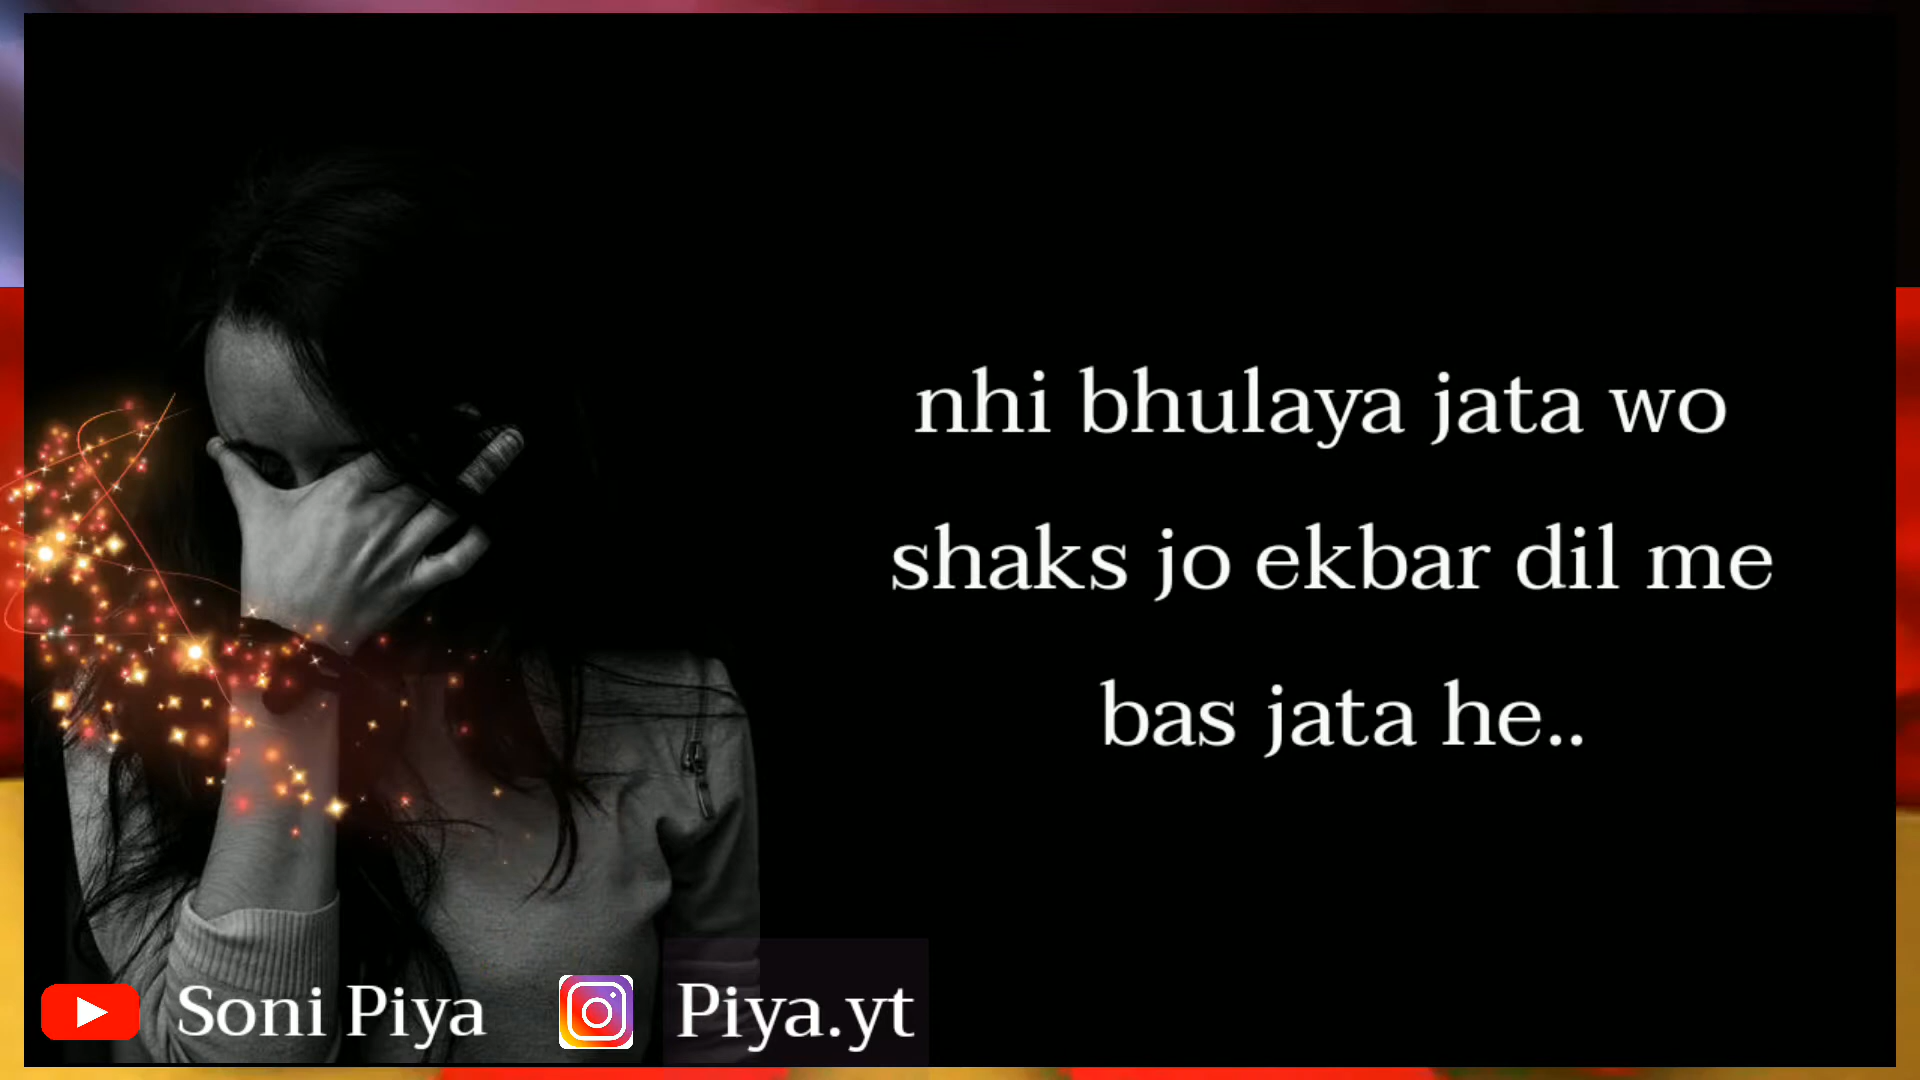 nhi bhulaya jata wo
shaks jo ekbar dil me
bas jata he..
Soni Piya
Piya.yt